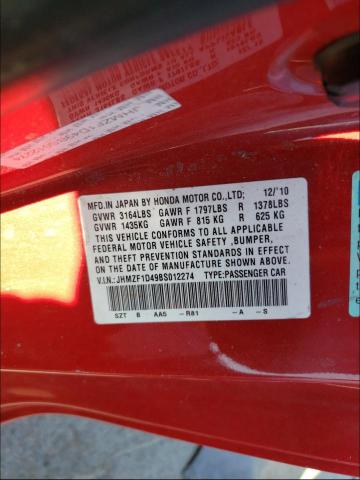 MFD. IN JAPAN BY HONDA MOTOR CO.,LTD; 12/'10
GVWR 3164LBS GAWR F 1797LBS R 1378LBS
GVWR 1435KG GAWR F 815 KG R 625 KG
THIS VEHICLE CONFORMS TO ALL APPLICABLE
FEDERAL MOTOR VEHICLE SAFETY ,BUMPER,
AND THEFT PREVENTION STANDARDS IN EFFECT
ON THE DATE OF MANUFACTURE SHOWN ABOVE.
V.I.N.: JHMZF1D49BS012274 TYPE:PASSENGER CAR
SZT B AA5 -R81 -A -S